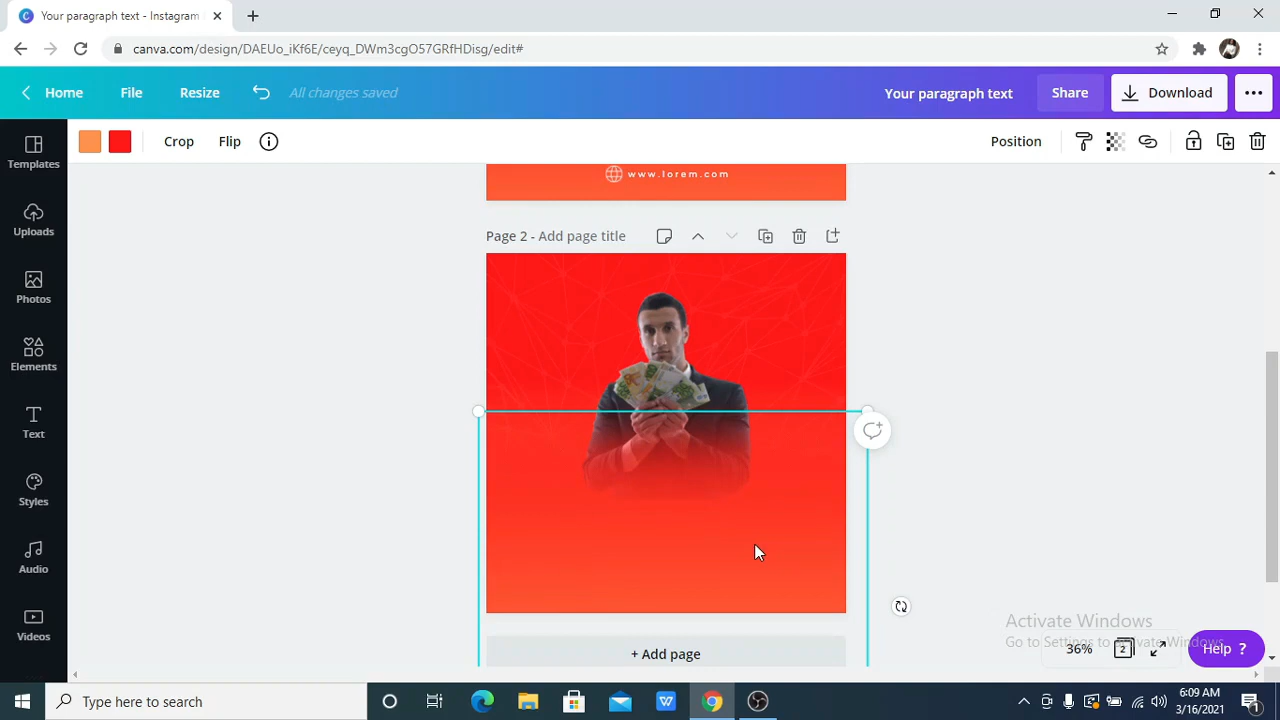 Your paragraph text - Instagram
canva.com/design/DAEUo_iKf6E/ceyq_DWm3cgO57GRfHDisg/edit#
Home
File
Resize
All changes saved
Your paragraph text
Share
Download
Crop
Flip
Position
Templates
Uploads
Photos
Elements
Text
Styles
Audio
Videos
www.lorem.com
Page 2 - Add page title
+ Add page
Activate Windows
Go to Settings to activate Windows.
36%
2
Help ?
Type here to search
6:09 AM
3/16/2021
1